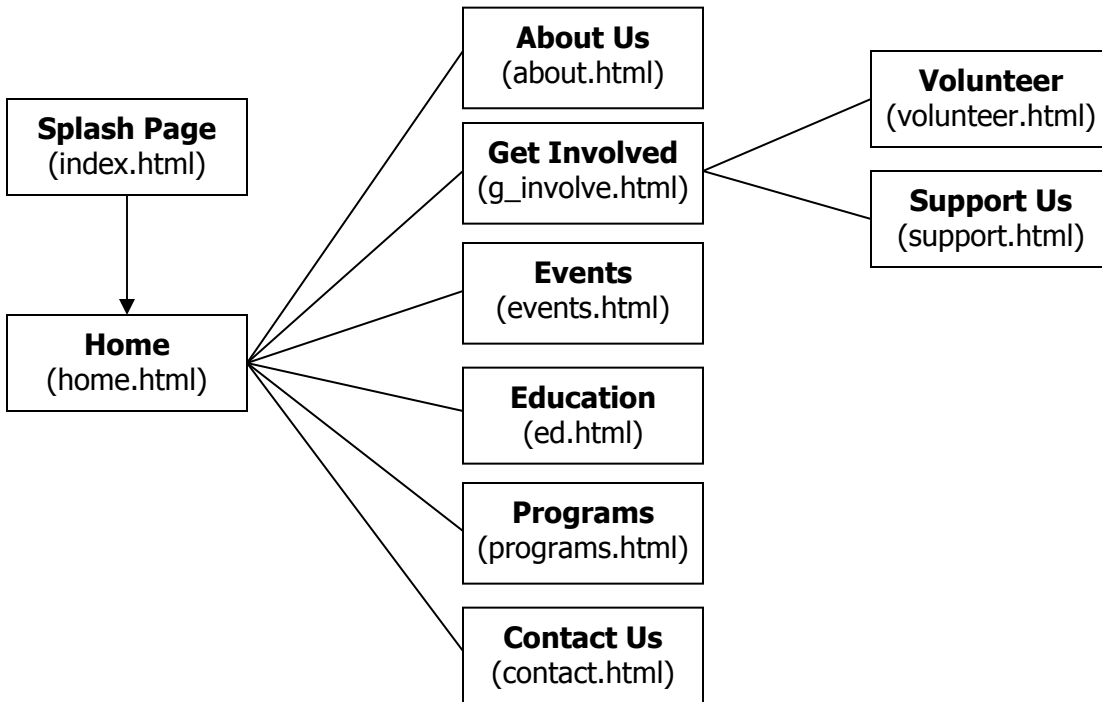 Splash Page
(index.html)
Home
(home.html)
About Us
(about.html)
Get Involved
(g_involve.html)
Events
(events.html)
Education
(ed.html)
Programs
(programs.html)
Contact Us
(contact.html)
Volunteer
(volunteer.html)
Support Us
(support.html)